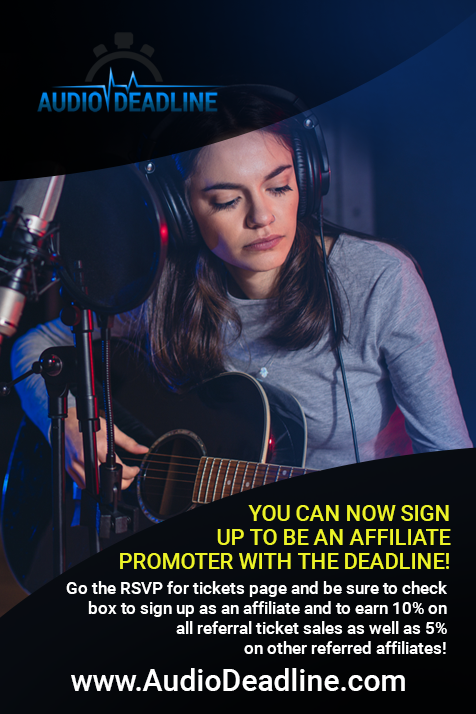 AUDIO DEADLINE
YOU CAN NOW SIGN
UP TO BE AN AFFILIATE
PROMOTER WITH THE DEADLINE!
Go the RSVP for tickets page and be sure to check
box to sign up as an affiliate and to earn 10% on
all referral ticket sales as well as 5%
on other referred affiliates!
www.AudioDeadline.com